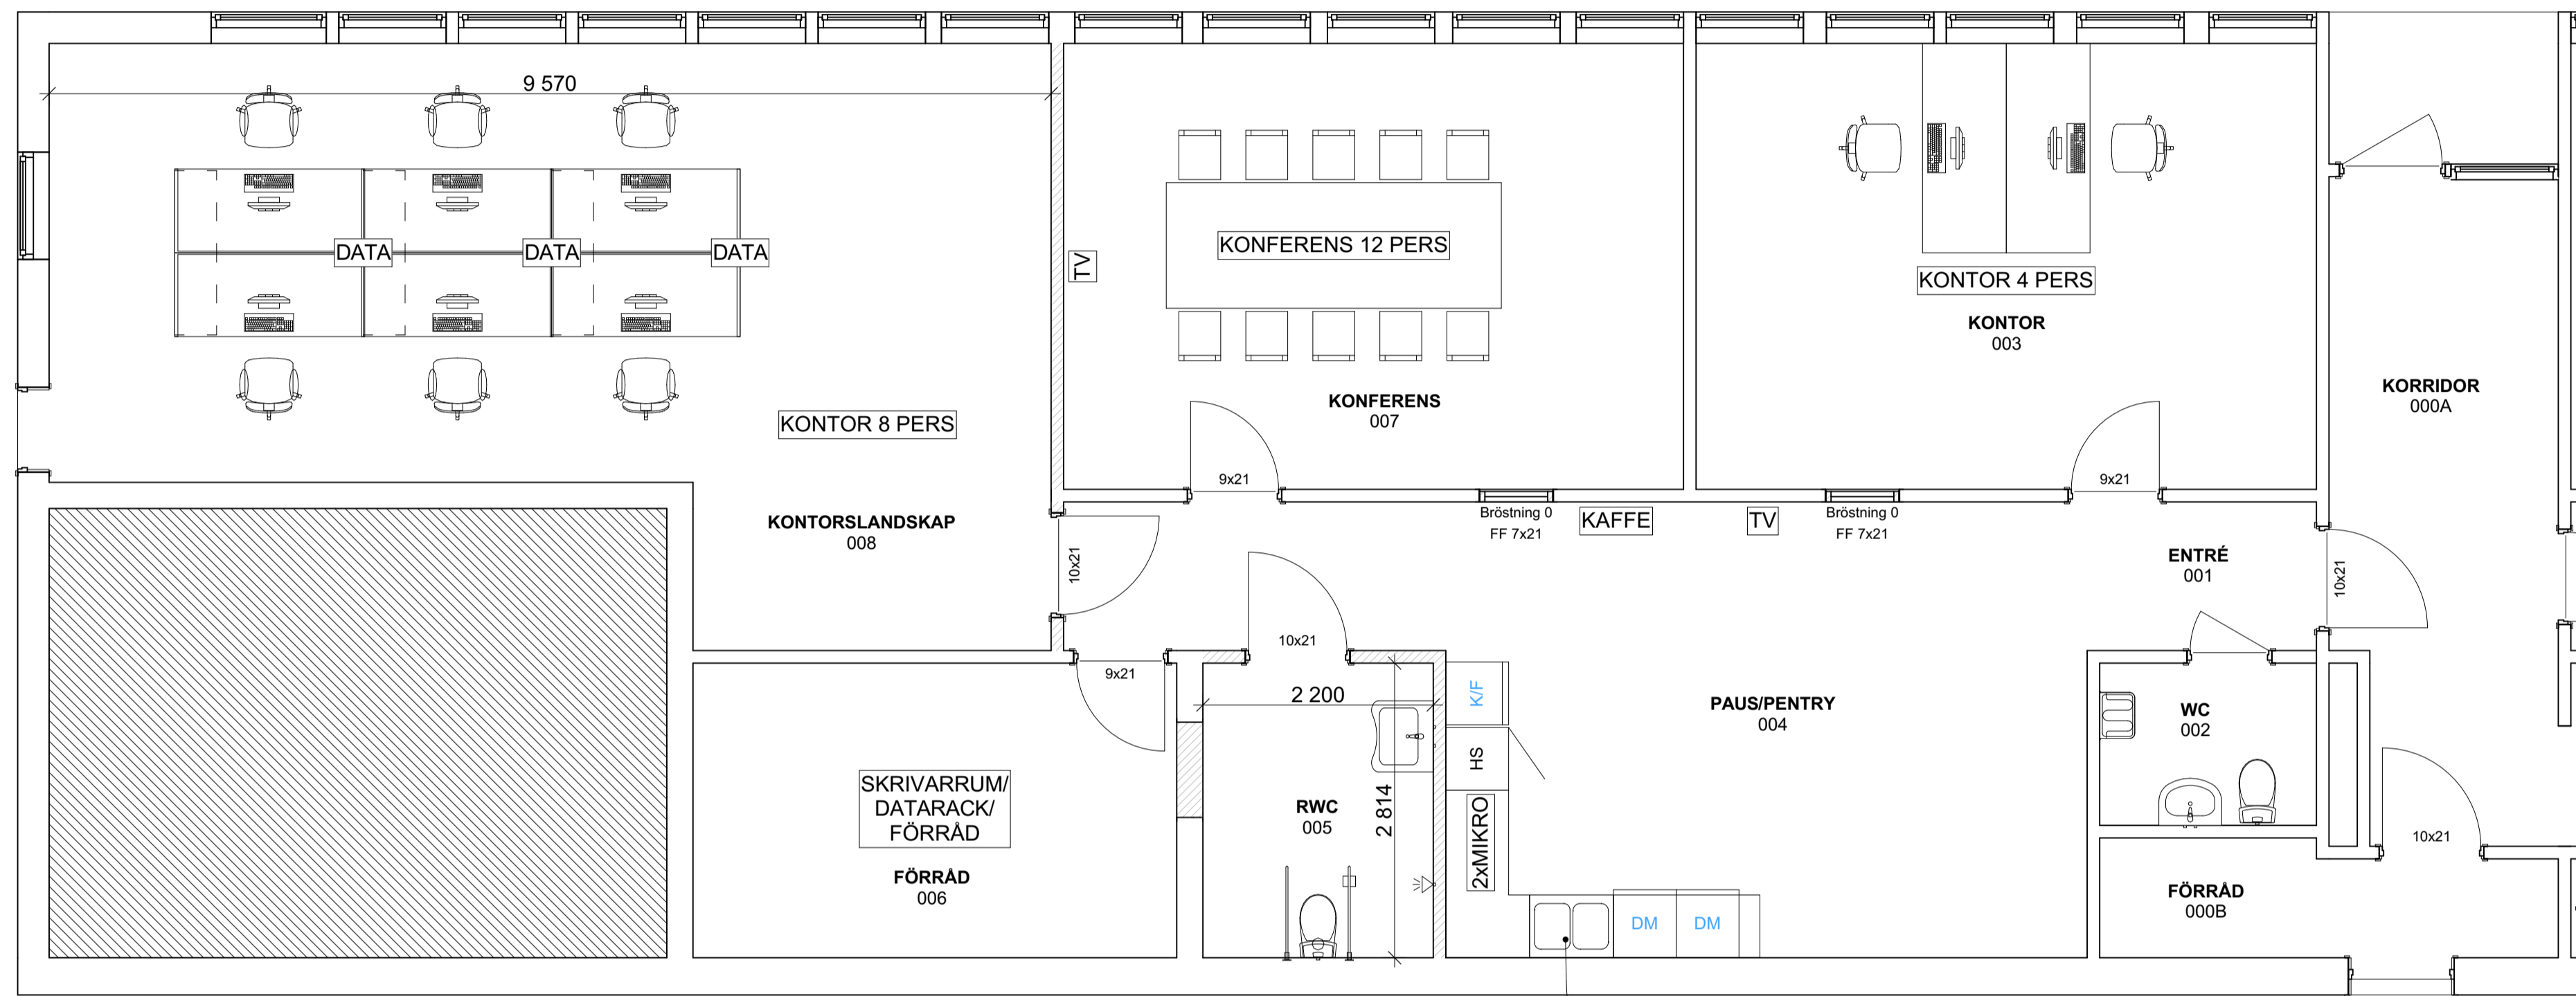 9 570
DATA
DATA
DATA
KONTOR 8 PERS
KONTORSLANDSKAP
008
10x21
TV
KONFERENS 12 PERS
KONFERENS
007
9x21
Bröstning 0
FF 7x21
KAFFE
TV
Bröstning 0
FF 7x21
KONTOR 4 PERS
KONTOR
003
9x21
KORRIDOR
000A
ENTRÉ
001
10x21
9x21
SKRIVARRUM/
DATARACK/
FÖRRÅD
FÖRRÅD
006
10x21
2 200
2 814
RWC
005
K/F
HS
2xMIKRO
DM
DM
PAUS/PENTRY
004
WC
002
10x21
FÖRRÅD
000B